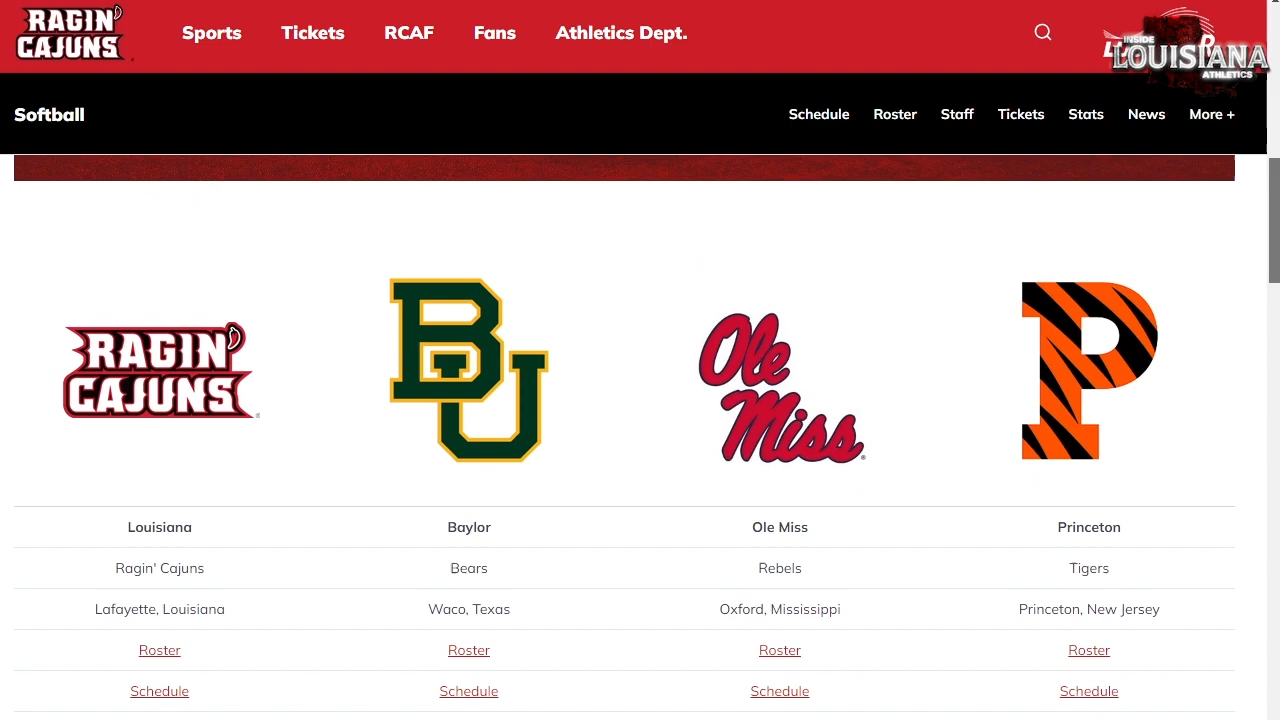 RAGIN'
CAJUNS
Sports
Tickets
RCAF
Fans
Athletics Dept.
INSIDE
LOUISIANA
ATHLETICS
Softball
Schedule
Roster
Staff
Tickets
Stats
News
More +
RAGIN'
CAJUNS
BU
Ole
Miss
P
Louisiana
Baylor
Ole Miss
Princeton
Ragin' Cajuns
Bears
Rebels
Tigers
Lafayette, Louisiana
Waco, Texas
Oxford, Mississippi
Princeton, New Jersey
Roster
Roster
Roster
Roster
Schedule
Schedule
Schedule
Schedule